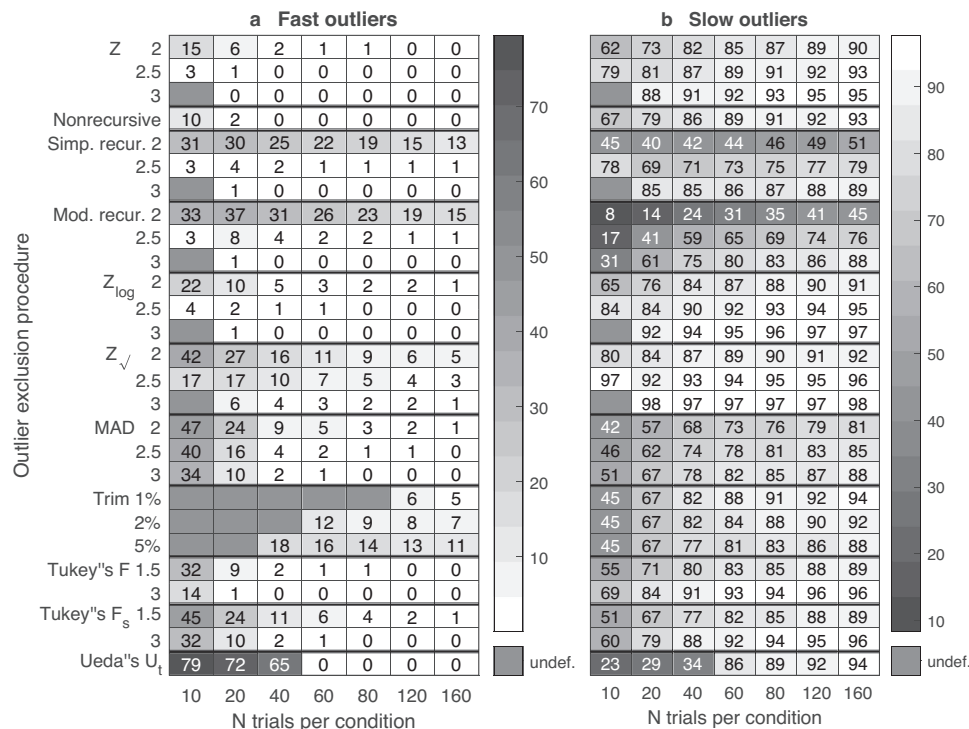 a Fast outliers
b Slow outliers
Outlier exclusion procedure
Z 2 15 6 2 1 1 0 0 62 73 82 85 87 89 90
2.5 3 1 0 0 0 0 0 79 81 87 89 91 92 93
3 0 0 0 0 0 0 88 91 92 93 95 95
Nonrecursive 10 2 0 0 0 0 0 67 79 86 89 91 92 93
Simp. recur. 2 31 30 25 22 19 15 13 45 40 42 44 46 49 51
2.5 3 4 2 1 1 1 1 78 69 71 73 75 77 79
3 1 0 0 0 0 0 85 85 86 87 88 89
Mod. recur. 2 33 37 31 26 23 19 15 8 14 24 31 35 41 45
2.5 3 8 4 2 2 1 1 17 41 59 65 69 74 76
3 1 0 0 0 0 0 31 61 75 80 83 86 88
Zlog 2 22 10 5 3 2 2 1 65 76 84 87 88 90 91
2.5 4 2 1 1 0 0 0 84 84 90 92 93 94 95
3 1 0 0 0 0 0 92 94 95 96 97 97
Z√ 2 42 27 16 11 9 6 5 80 84 87 89 90 91 92
2.5 17 17 10 7 5 4 3 97 92 93 94 95 95 96
3 6 4 3 2 2 1 98 97 97 97 97 98
MAD 2 47 24 9 5 3 2 1 42 57 68 73 76 79 81
2.5 40 16 4 2 1 1 0 46 62 74 78 81 83 85
3 34 10 2 1 0 0 0 51 67 78 82 85 87 88
Trim 1% 6 5 45 67 82 88 91 92 94
2% 12 9 8 7 45 67 82 84 88 90 92
5% 18 16 14 13 11 45 67 77 81 83 86 88
Tukey"s F 1.5 32 9 2 1 1 0 0 55 71 80 83 85 88 89
3 14 1 0 0 0 0 0 69 84 91 93 94 96 96
Tukey"s Fs 1.5 45 24 11 6 4 2 1 51 67 77 82 85 88 89
3 32 10 2 1 0 0 0 60 79 88 92 94 95 96
Ueda"s Ut 79 72 65 0 0 0 0 23 29 34 86 89 92 94
10 20 40 60 80 120 160
N trials per condition
70
60
50
40
30
20
10
undef.
10 20 40 60 80 120 160
N trials per condition
90
80
70
60
50
40
30
20
10
undef.